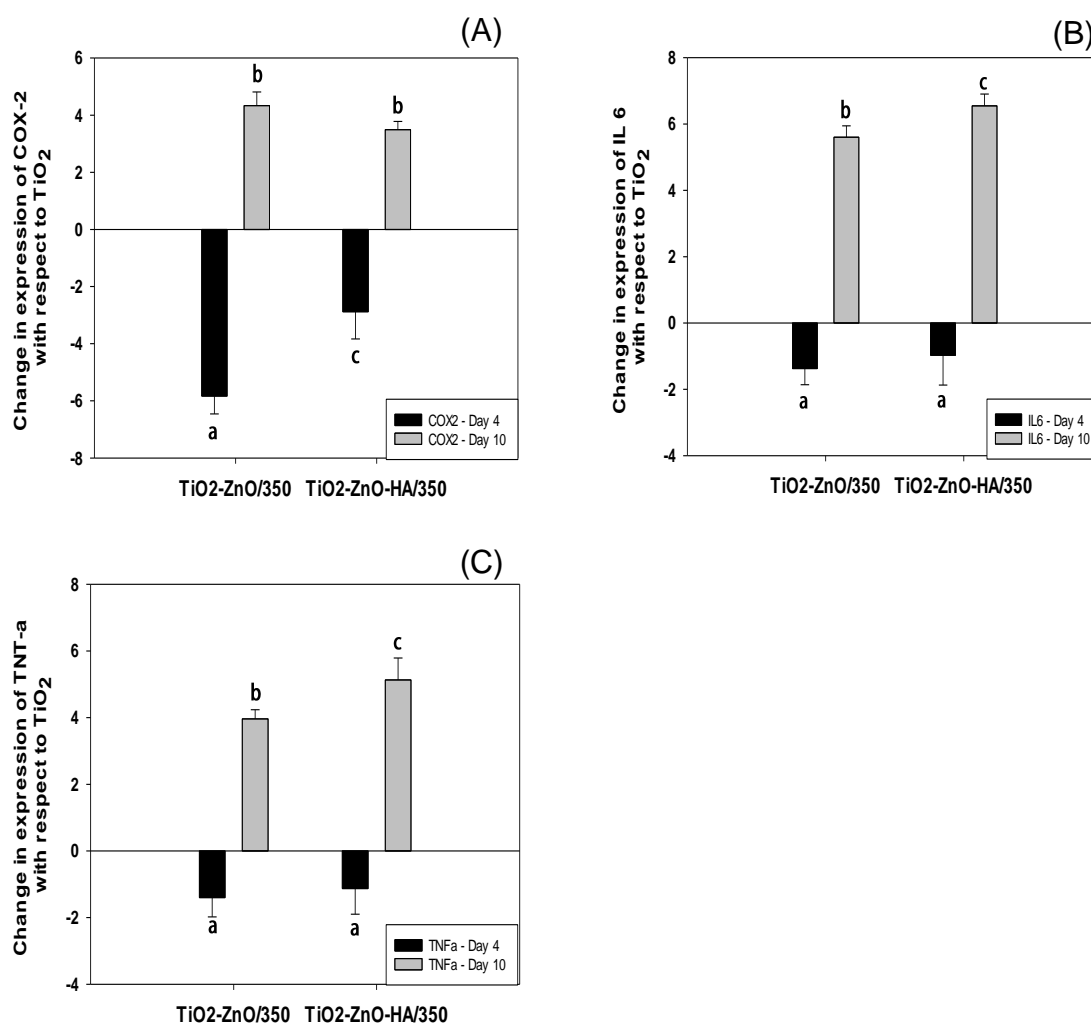 (A)
Change in expression of COX-2
with respect to TiO2
6
4
2
0
-2
-4
-6
-8
b
b
a
c
COX2 - Day 4
COX2 - Day 10
TiO2-ZnO/350 TiO2-ZnO-HA/350
(B)
Change in expression of IL 6
with respect to TiO2
8
6
4
2
0
-2
-4
b
c
a
a
IL6 - Day 4
IL6 - Day 10
TiO2-ZnO/350 TiO2-ZnO-HA/350
(C)
Change in expression of TNT-a
with respect to TiO2
8
6
4
2
0
-2
-4
b
c
a
a
TNFa - Day 4
TNFa - Day 10
TiO2-ZnO/350 TiO2-ZnO-HA/350